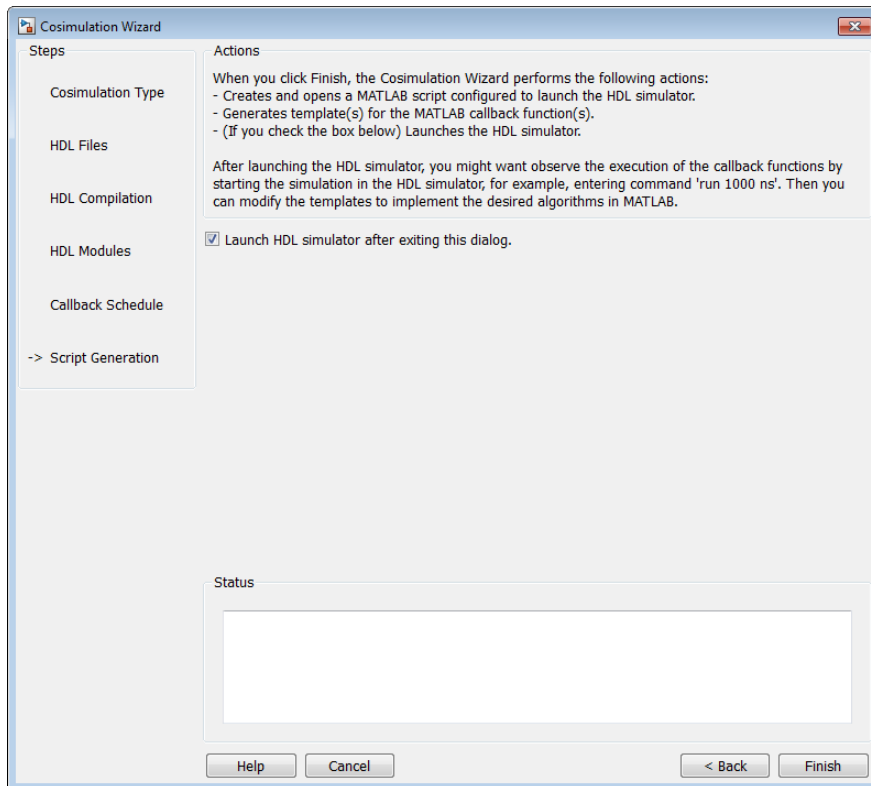 Cosimulation Wizard
Steps
Cosimulation Type
HDL Files
HDL Compilation
HDL Modules
Callback Schedule
-> Script Generation
Actions
When you click Finish, the Cosimulation Wizard performs the following actions:
- Creates and opens a MATLAB script configured to launch the HDL simulator.
- Generates template(s) for the MATLAB callback function(s).
- (If you check the box below) Launches the HDL simulator.
After launching the HDL simulator, you might want observe the execution of the callback functions by
starting the simulation in the HDL simulator, for example, entering command 'run 1000 ns'. Then you
can modify the templates to implement the desired algorithms in MATLAB.
Launch HDL simulator after exiting this dialog.
Status
Help
Cancel
< Back
Finish